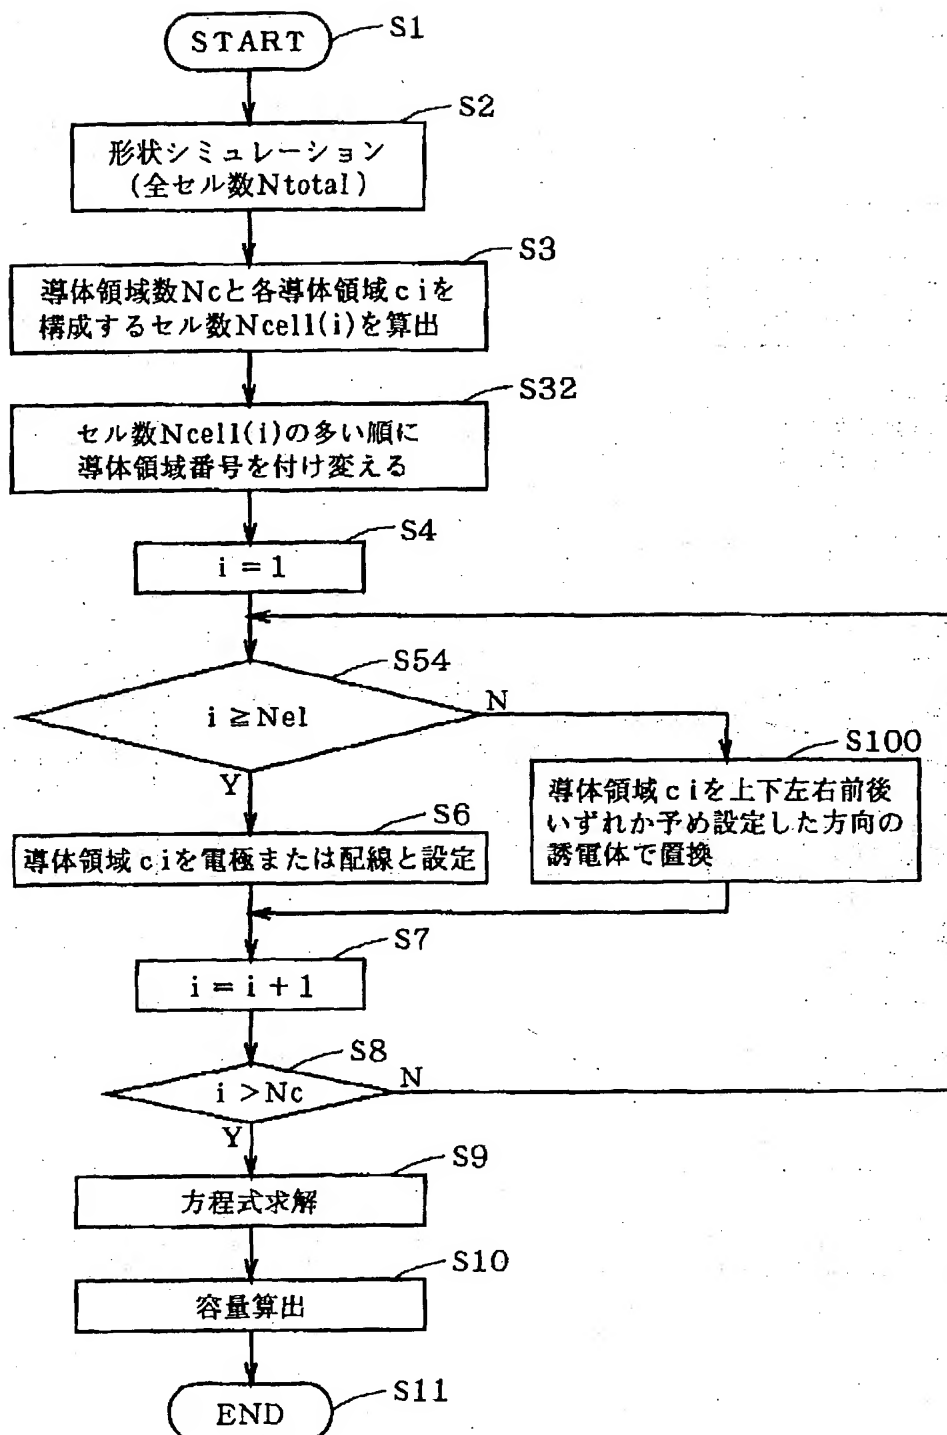 START
S1
S2
形状シミュレーション
(全セル数Ntotal)
S3
導体領域数Ncと各導体領域ciを
構成するセル数Ncell(i)を算出
S32
セル数Ncell(i)の多い順に
導体領域番号を付け変える
S4
i = 1
S54
i ≧ Nel
N
Y
S100
導体領域ciを上下左右前後
いずれか予め設定した方向の
誘電体で置換
S6
導体領域ciを電極または配線と設定
S7
i = i + 1
S8
i > Nc
N
Y
S9
方程式求解
S10
容量算出
S11
END